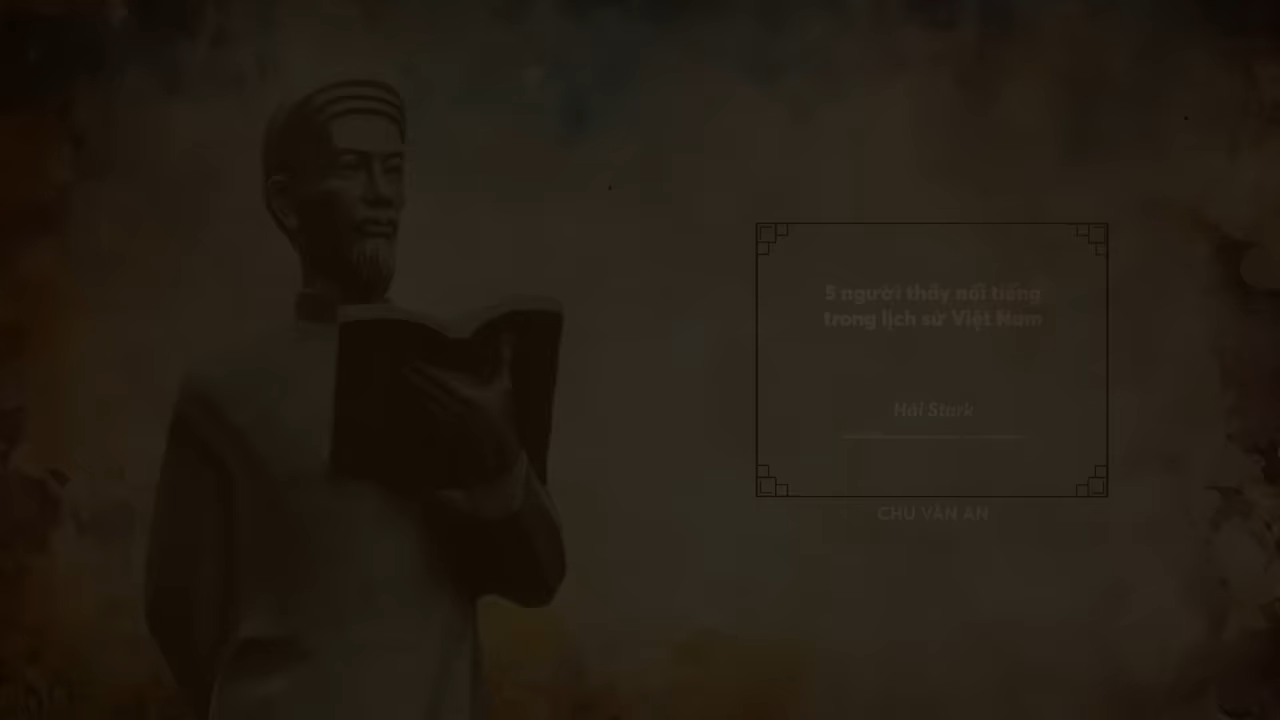 5 người thầy nổi tiếng
trong lịch sử Việt Nam
Hải Stark
CHU VĂN AN